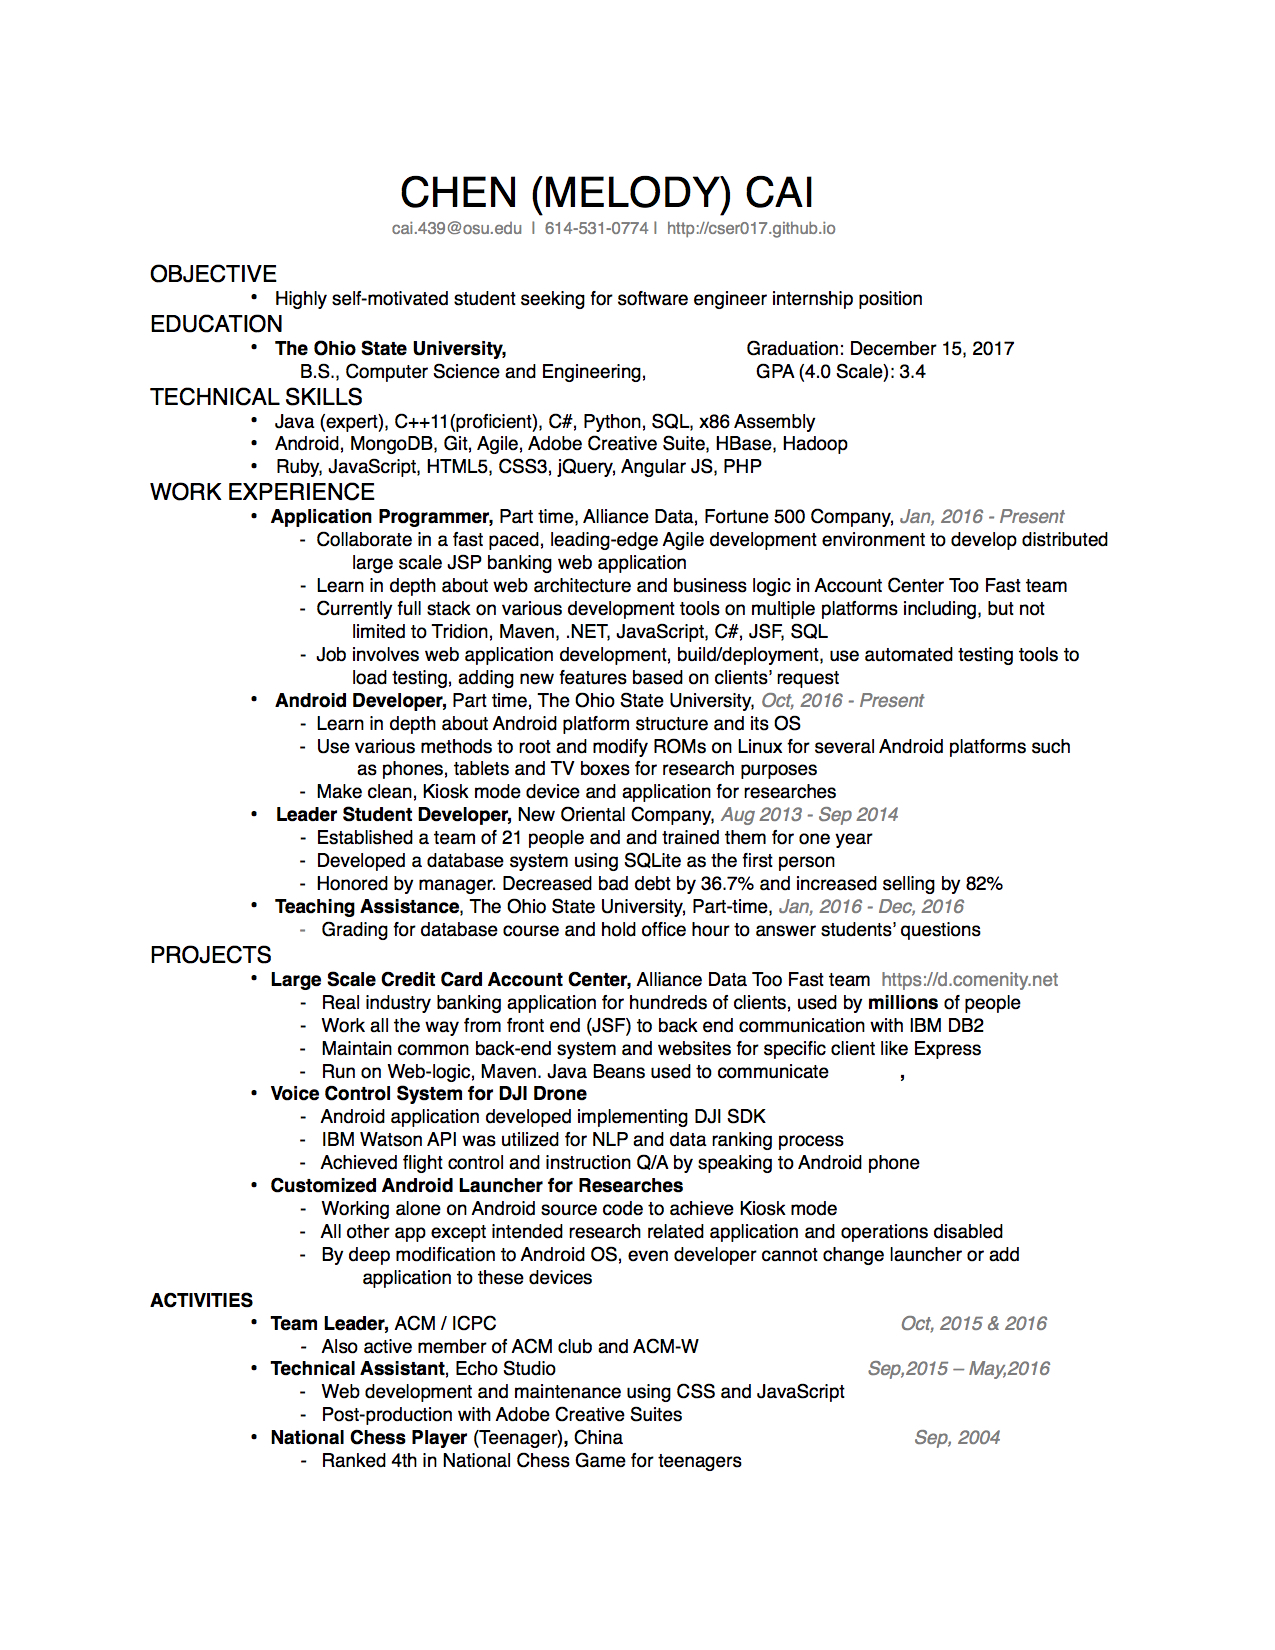 CHEN (MELODY) CAI
cai.439@osu.edu | 614-531-0774 | http://cser017.github.io
OBJECTIVE
• Highly self-motivated student seeking for software engineer internship position
EDUCATION
• The Ohio State University, Graduation: December 15, 2017
B.S., Computer Science and Engineering, GPA (4.0 Scale): 3.4
TECHNICAL SKILLS
• Java (expert), C++11(proficient), C#, Python, SQL, x86 Assembly
• Android, MongoDB, Git, Agile, Adobe Creative Suite, HBase, Hadoop
• Ruby, JavaScript, HTML5, CSS3, jQuery, Angular JS, PHP
WORK EXPERIENCE
• Application Programmer, Part time, Alliance Data, Fortune 500 Company, Jan, 2016 - Present
- Collaborate in a fast paced, leading-edge Agile development environment to develop distributed
large scale JSP banking web application
- Learn in depth about web architecture and business logic in Account Center Too Fast team
- Currently full stack on various development tools on multiple platforms including, but not
limited to Tridion, Maven, .NET, JavaScript, C#, JSF, SQL
- Job involves web application development, build/deployment, use automated testing tools to
load testing, adding new features based on clients’ request
• Android Developer, Part time, The Ohio State University, Oct, 2016 - Present
- Learn in depth about Android platform structure and its OS
- Use various methods to root and modify ROMs on Linux for several Android platforms such
as phones, tablets and TV boxes for research purposes
- Make clean, Kiosk mode device and application for researches
• Leader Student Developer, New Oriental Company, Aug 2013 - Sep 2014
- Established a team of 21 people and and trained them for one year
- Developed a database system using SQLite as the first person
- Honored by manager. Decreased bad debt by 36.7% and increased selling by 82%
• Teaching Assistance, The Ohio State University, Part-time, Jan, 2016 - Dec, 2016
- Grading for database course and hold office hour to answer students’ questions
PROJECTS
• Large Scale Credit Card Account Center, Alliance Data Too Fast team https://d.comenity.net
- Real industry banking application for hundreds of clients, used by millions of people
- Work all the way from front end (JSF) to back end communication with IBM DB2
- Maintain common back-end system and websites for specific client like Express
- Run on Web-logic, Maven. Java Beans used to communicate ,
• Voice Control System for DJI Drone
- Android application developed implementing DJI SDK
- IBM Watson API was utilized for NLP and data ranking process
- Achieved flight control and instruction Q/A by speaking to Android phone
• Customized Android Launcher for Researches
- Working alone on Android source code to achieve Kiosk mode
- All other app except intended research related application and operations disabled
- By deep modification to Android OS, even developer cannot change launcher or add
application to these devices
ACTIVITIES
• Team Leader, ACM / ICPC Oct, 2015 & 2016
- Also active member of ACM club and ACM-W
• Technical Assistant, Echo Studio Sep,2015 – May,2016
- Web development and maintenance using CSS and JavaScript
- Post-production with Adobe Creative Suites
• National Chess Player (Teenager), China Sep, 2004
- Ranked 4th in National Chess Game for teenagers